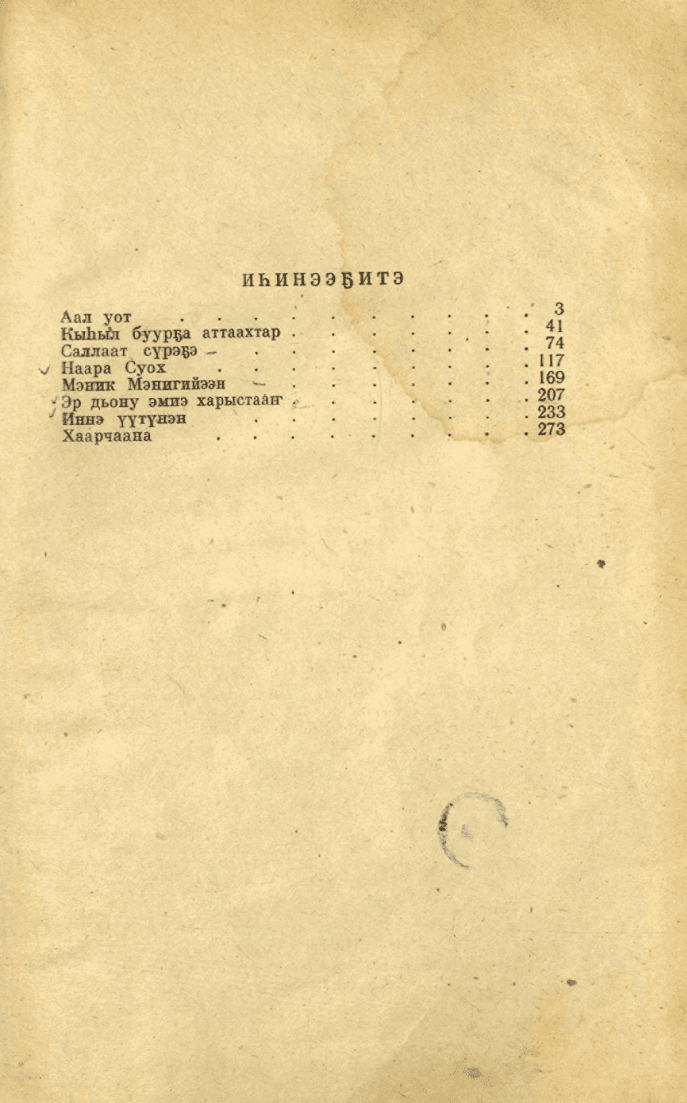 ИҺИНЭЭҔИТЭ
Аал уот . . . . . . . . . . 3
Кыһыл буурҕа аттаахтар . . . . . . . 41
Саллаат сүрэҕэ . . . . . . . . 74
Наара Суох . . . . . . . . . 117
Мэник Мэнигийээн . . . . . . . 169
Эр дьону эмиэ харыстааҥ . . . . . . . 207
Иннэ үүтүнэн . . . . . . . . 233
Хаарчаана . . . . . . . . . 273